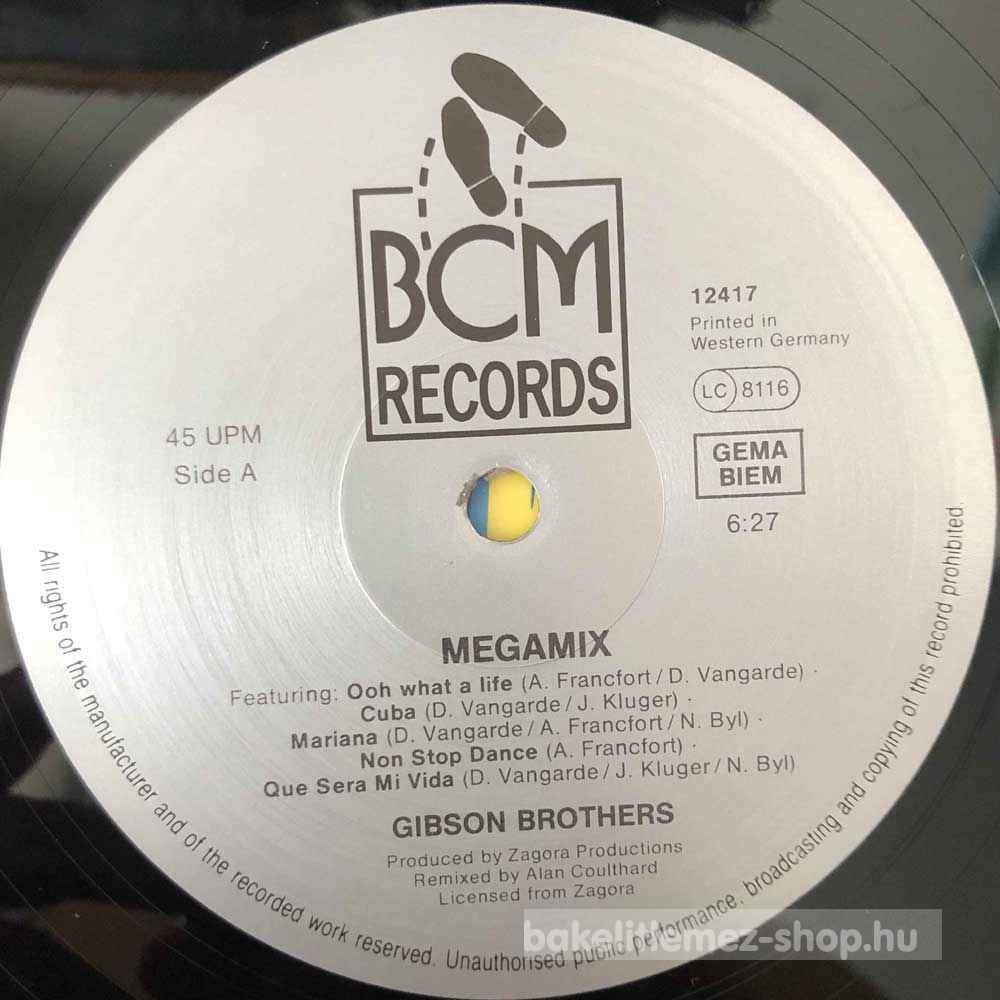 BCM
RECORDS
12417
Printed in
Western Germany
LC 8116
GEMA
BIEM
6:27
45 UPM
Side A
MEGAMIX
Featuring: Ooh what a life (A. Francfort / D. Vangarde) ·
Cuba (D. Vangarde / J. Kluger) ·
Mariana (D. Vangarde / A. Francfort / N. Byl) ·
Non Stop Dance (A. Francfort) ·
Que Sera Mi Vida (D. Vangarde / J. Kluger / N. Byl)
GIBSON BROTHERS
Produced by Zagora Productions
Remixed by Alan Coulthard
Licensed from Zagora
All rights of the manufacturer and of the recorded work reserved. Unauthorised public performance, broadcasting and copying of this record prohibited.
bakelitlemez-shop.hu